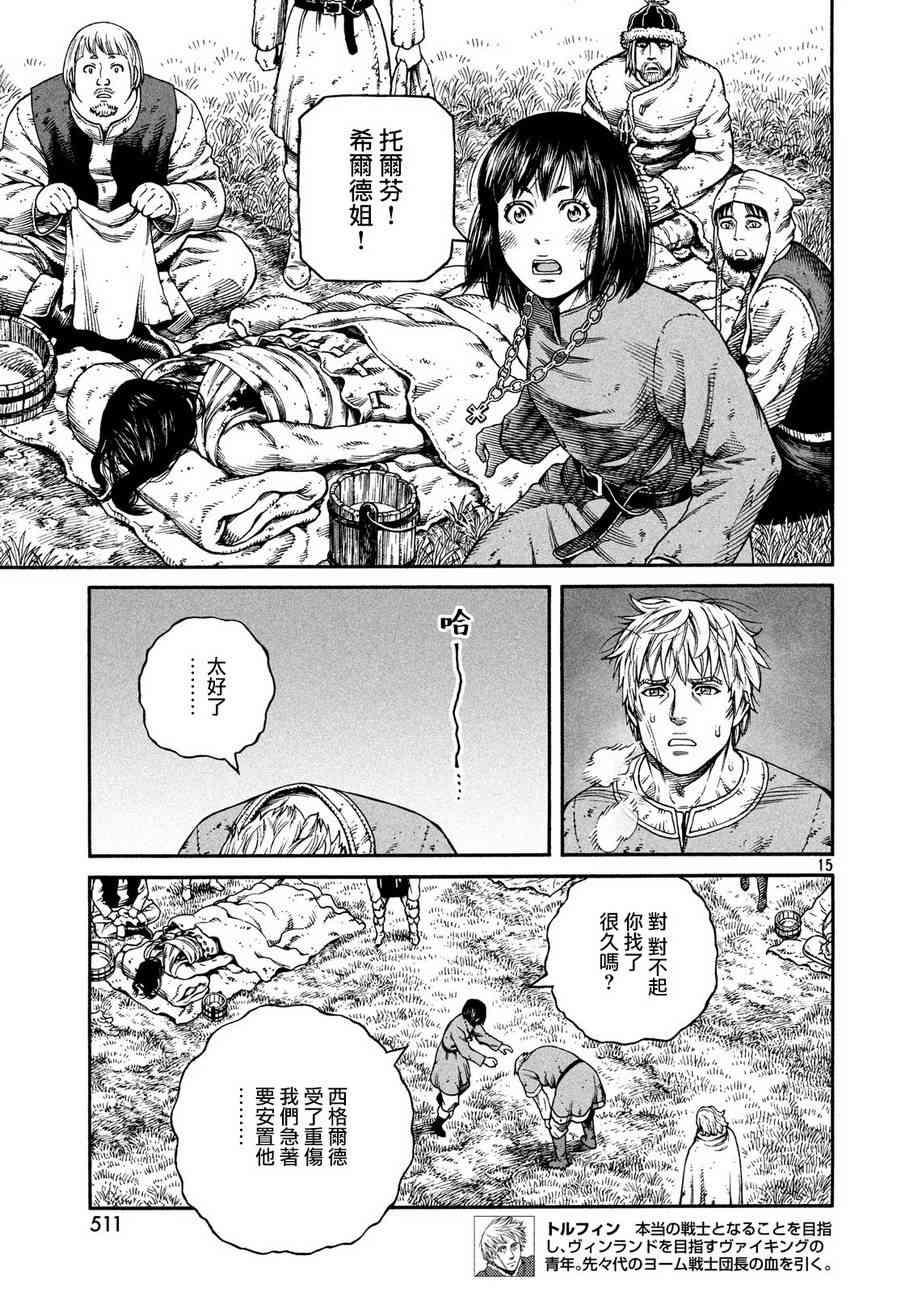 托爾芬！
希爾德姐！
哈————……
太好了
………
15
對 對不起
你找了
很久嗎？
西格爾德
受了重傷
我們急著
要安置他
………
511
トルフィン　本当の戦士となることを目指
し、ヴィンランドを目指すヴァイキングの
青年。先々代のヨーム戦士団長の血を引く。